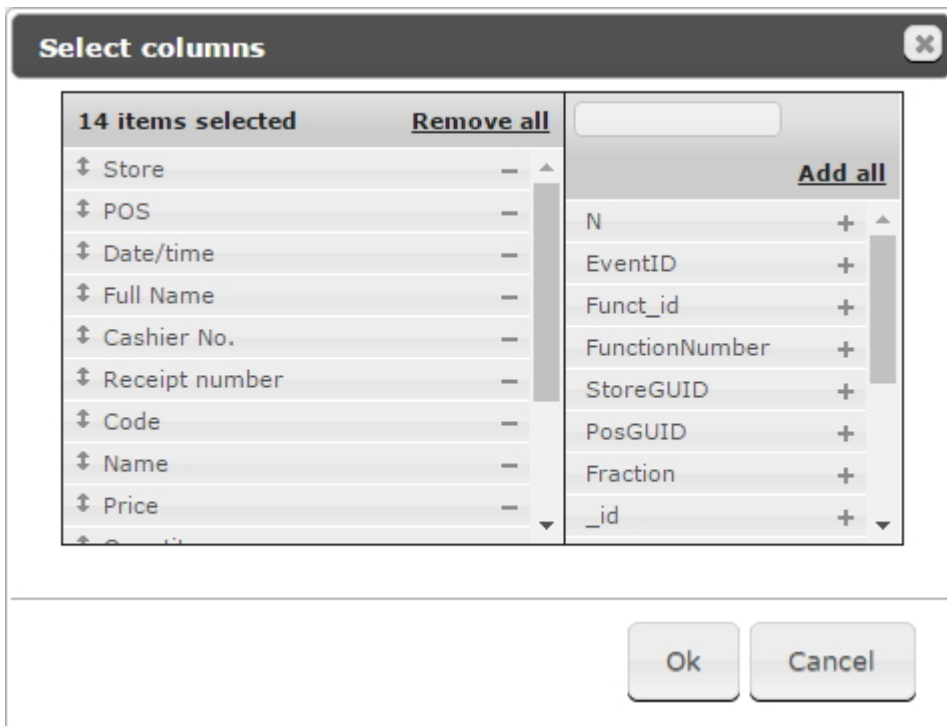 Select columns
14 items selected Remove all
Store
POS
Date/time
Full Name
Cashier No.
Receipt number
Code
Name
Price
Add all
N
EventID
Funct_id
FunctionNumber
StoreGUID
PosGUID
Fraction
_id
Ok Cancel